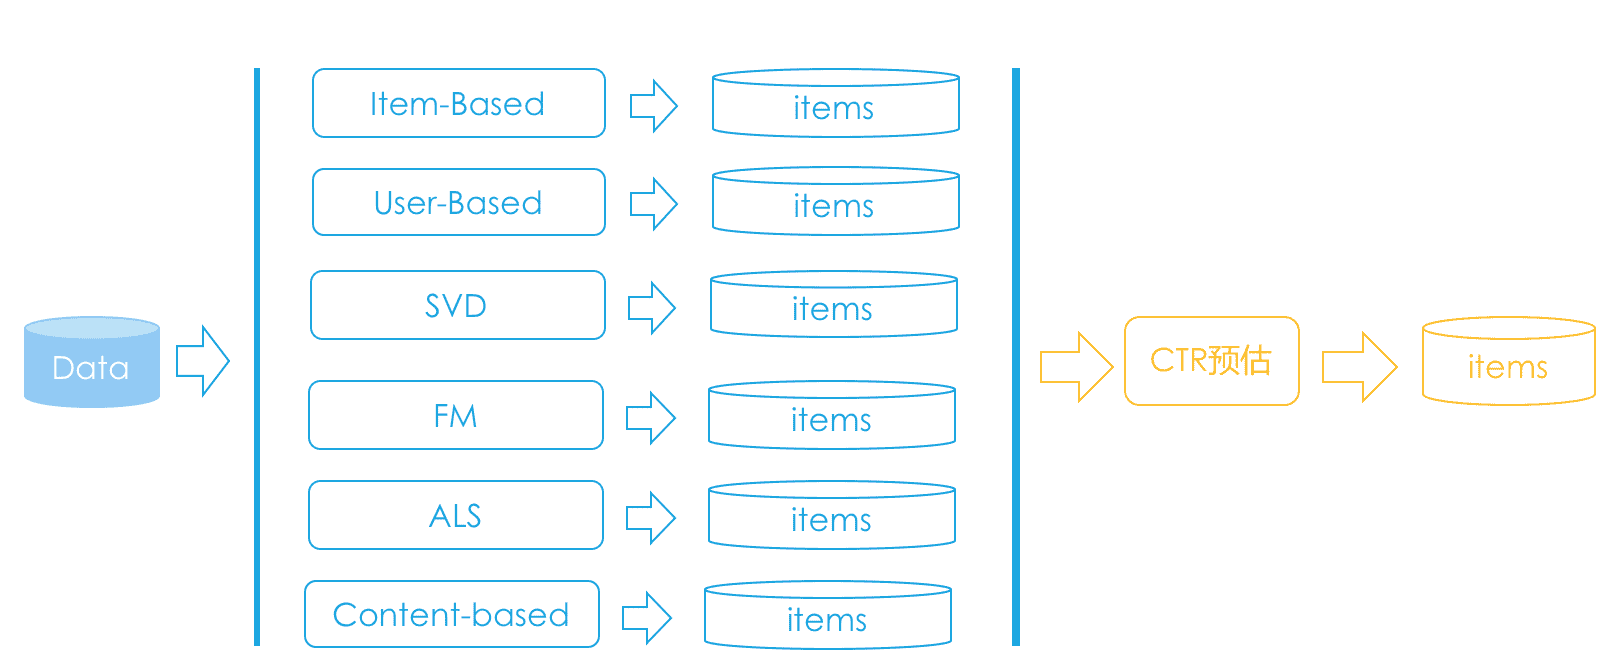 Item-Based
items
User-Based
items
SVD
items
Data
CTR预估
items
FM
items
ALS
items
Content-based
items